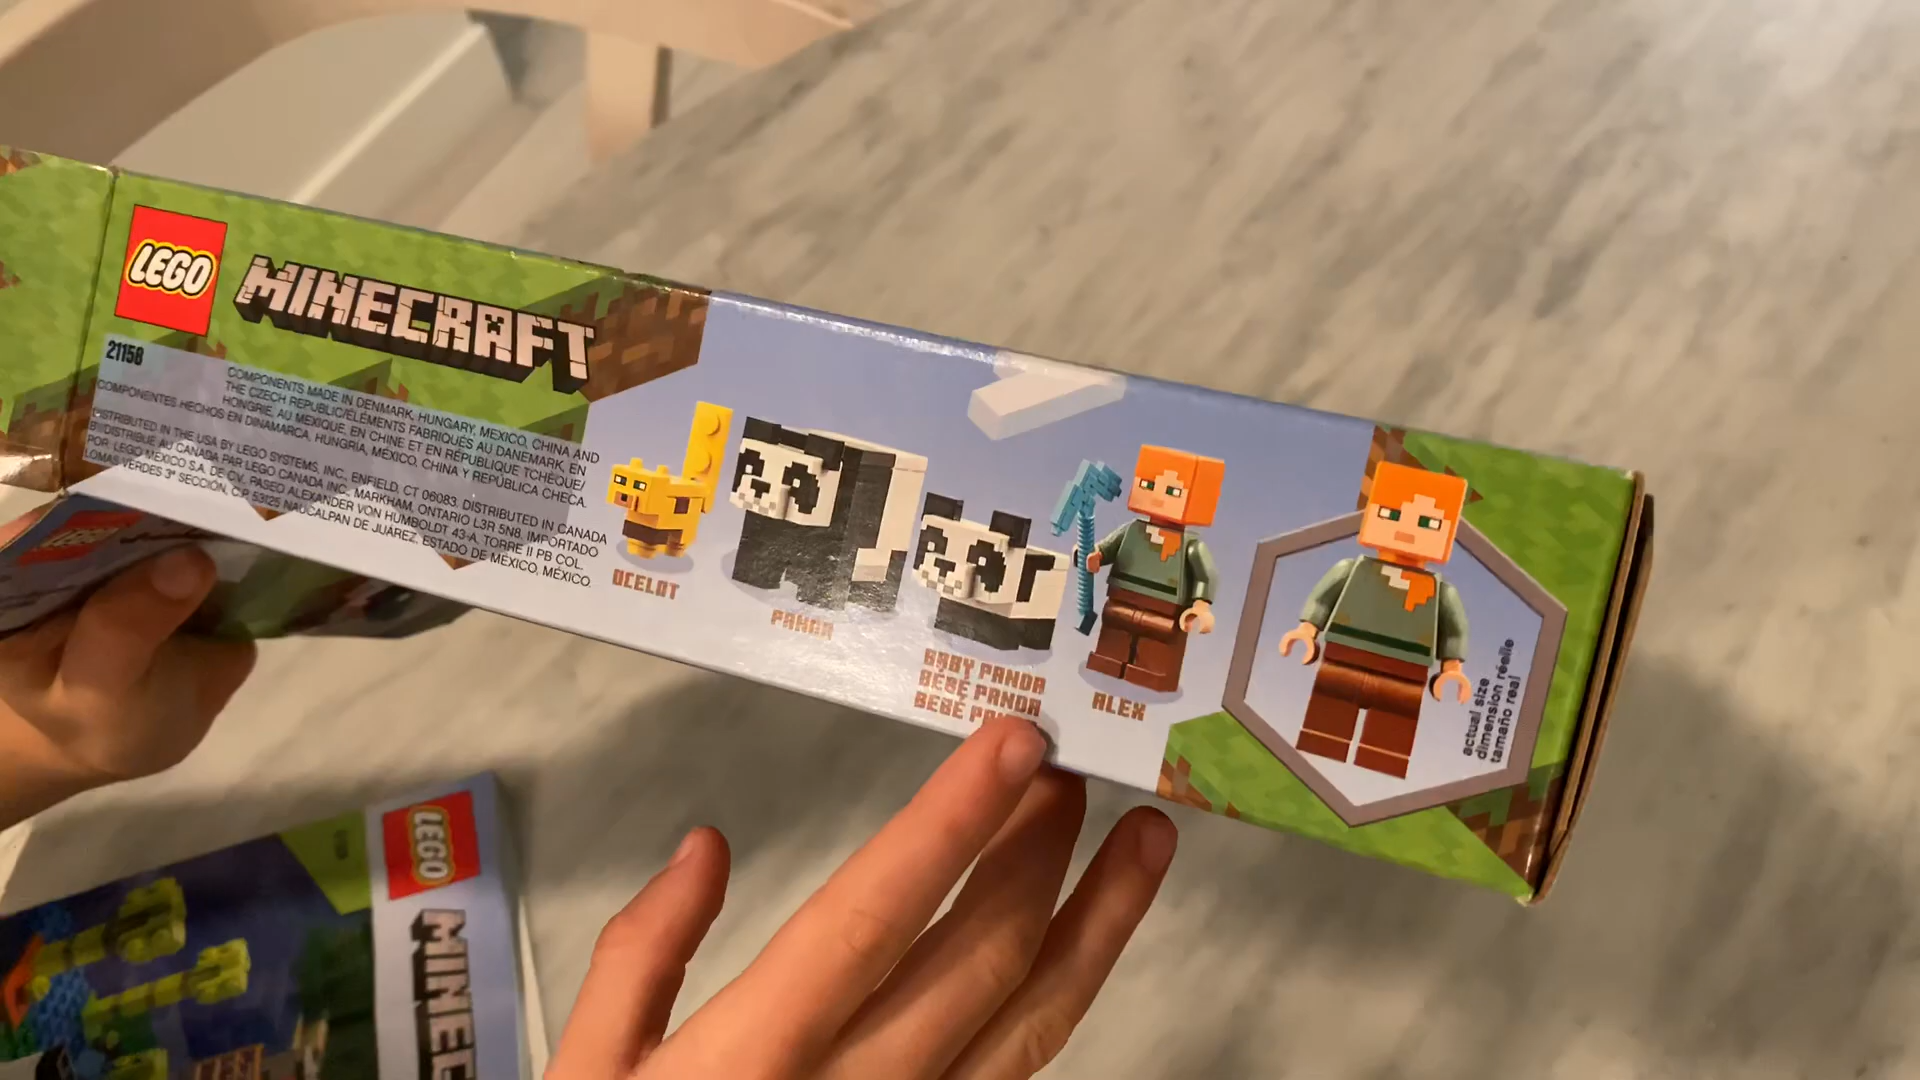 LEGO
MINECRAFT
21158
COMPONENTS MADE IN DENMARK, HUNGARY, MEXICO, CHINA AND
THE CZECH REPUBLIC/ÉLÉMENTS FABRIQUÉS AU DANEMARK, EN
HONGRIE, AU MEXIQUE, EN CHINE ET EN RÉPUBLIQUE TCHÈQUE/
COMPONENTES HECHOS EN DINAMARCA, HUNGRÍA, MÉXICO, CHINA Y REPÚBLICA CHECA.
DISTRIBUTED IN THE USA BY LEGO SYSTEMS, INC., ENFIELD, CT 06083. DISTRIBUTED IN CANADA
BY/DISTRIBUÉ AU CANADA PAR LEGO CANADA INC., MARKHAM, ONTARIO L3R 5N8. IMPORTADO
POR: LEGO MÉXICO S.A. DE C.V., PASEO ALEXANDER VON HUMBOLDT 43-A, TORRE II PB COL.
LOMAS VERDES 3ª SECCIÓN, C.P. 53125 NAUCALPAN DE JUÁREZ, ESTADO DE MÉXICO, MÉXICO.
OCELOT
PANDA
BABY PANDA
BÉBÉ PANDA
BEBÉ
ALEX
actual size
dimension réelle
tamaño real
LEGO
LEGO
MINEC